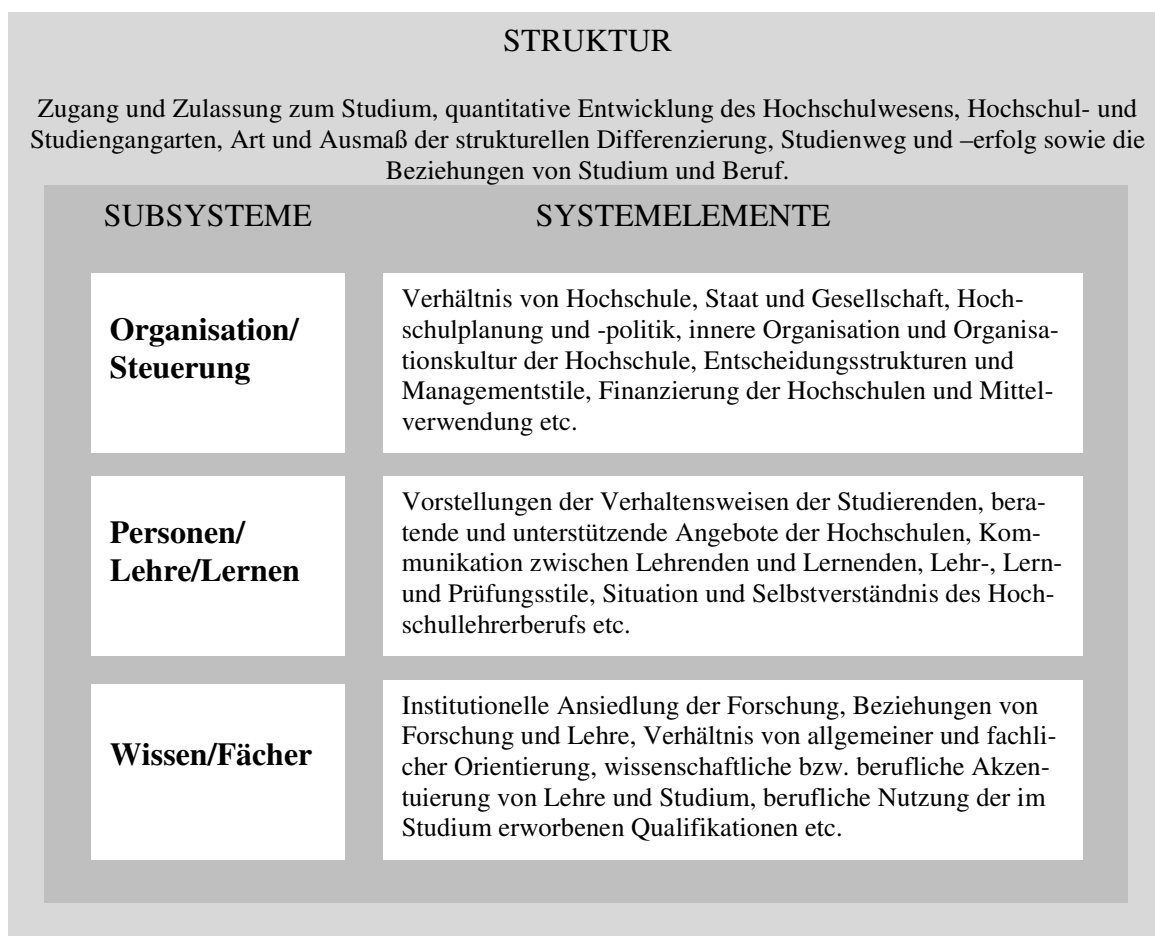 STRUKTUR
Zugang und Zulassung zum Studium, quantitative Entwicklung des Hochschulwesens, Hochschul- und
Studiengangarten, Art und Ausmaß der strukturellen Differenzierung, Studienweg und –erfolg sowie die
Beziehungen von Studium und Beruf.
SUBSYSTEME
SYSTEMELEMENTE
Organisation/
Steuerung
Verhältnis von Hochschule, Staat und Gesellschaft, Hoch-
schulplanung und -politik, innere Organisation und Organisa-
tionskultur der Hochschule, Entscheidungsstrukturen und
Managementstile, Finanzierung der Hochschulen und Mittel-
verwendung etc.
Personen/
Lehre/Lernen
Vorstellungen der Verhaltensweisen der Studierenden, bera-
tende und unterstützende Angebote der Hochschulen, Kom-
munikation zwischen Lehrenden und Lernenden, Lehr-, Lern-
und Prüfungsstile, Situation und Selbstverständnis des Hoch-
schullehrerberufs etc.
Wissen/Fächer
Institutionelle Ansiedlung der Forschung, Beziehungen von
Forschung und Lehre, Verhältnis von allgemeiner und fachli-
cher Orientierung, wissenschaftliche bzw. berufliche Akzen-
tuierung von Lehre und Studium, berufliche Nutzung der im
Studium erworbenen Qualifikationen etc.